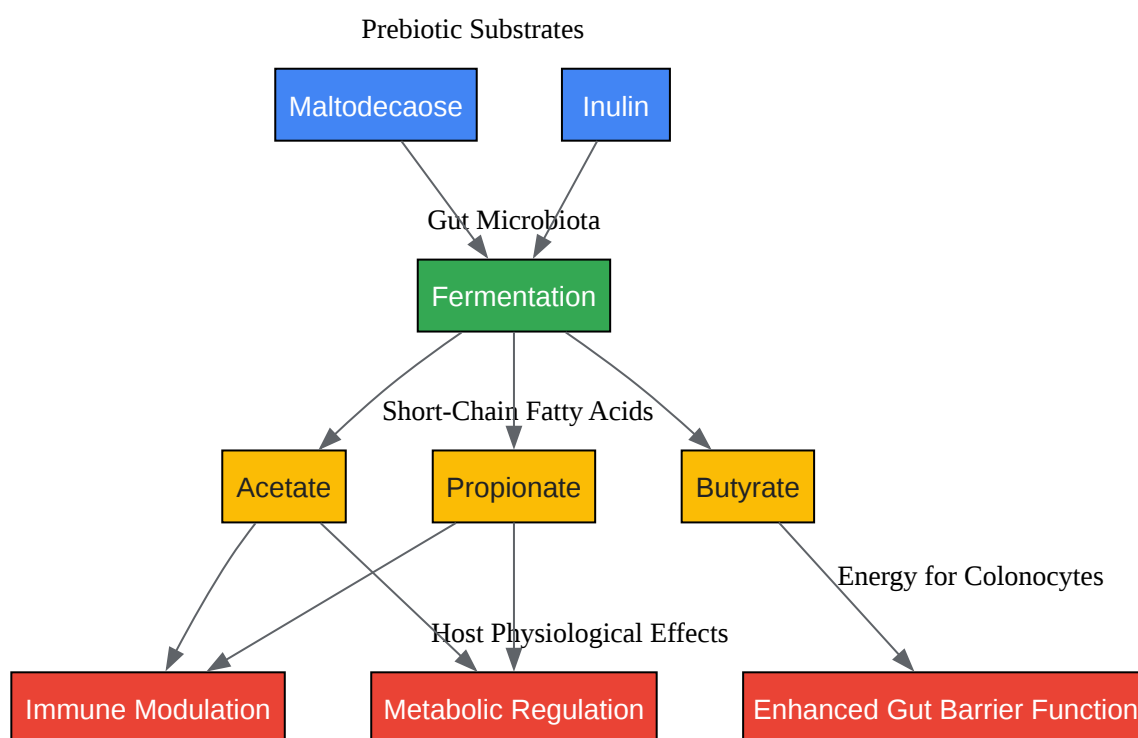 Prebiotic Substrates
Maltodecaose
Inulin
Gut Microbiota
Fermentation
Short-Chain Fatty Acids
Acetate
Propionate
Butyrate
Energy for Colonocytes
Host Physiological Effects
Immune Modulation
Metabolic Regulation
Enhanced Gut Barrier Function